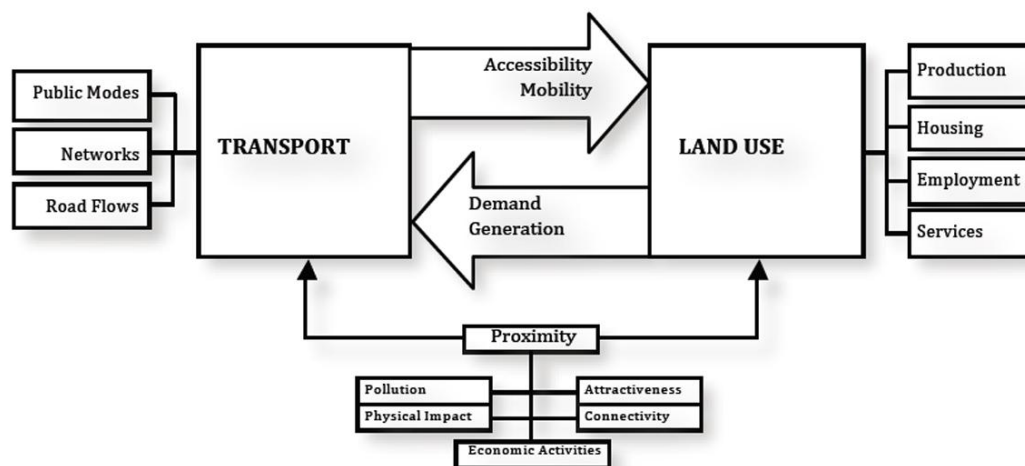 Public Modes
Networks
Road Flows
TRANSPORT
Accessibility
Mobility
Demand
Generation
LAND USE
Production
Housing
Employment
Services
Proximity
Pollution
Attractiveness
Physical Impact
Connectivity
Economic Activities